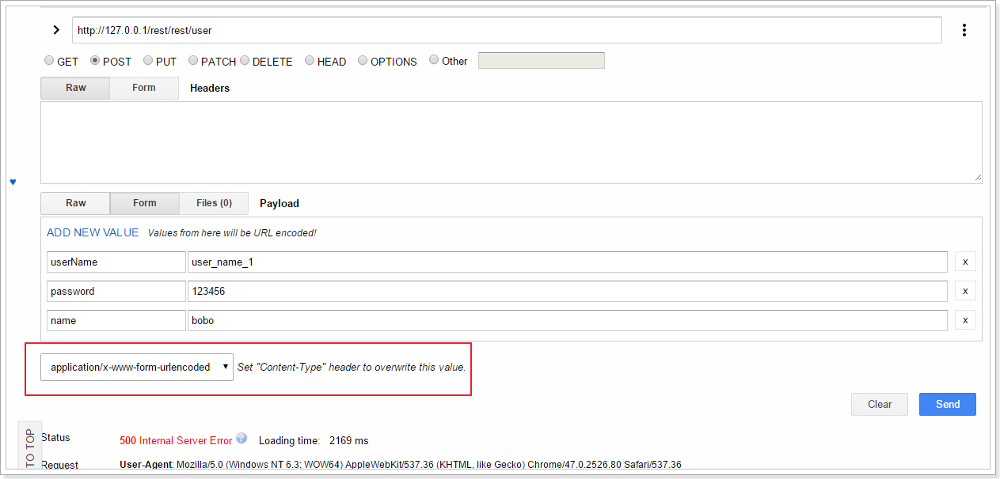 http://127.0.0.1/rest/rest/user
GET POST PUT PATCH DELETE HEAD OPTIONS Other
Raw Form Headers
Raw Form Files (0) Payload
ADD NEW VALUE Values from here will be URL encoded!
userName user_name_1 x
password 123456 x
name bobo x
application/x-www-form-urlencoded Set "Content-Type" header to overwrite this value.
Clear Send
TO TOP
Status 500 Internal Server Error ? Loading time: 2169 ms
Request User-Agent: Mozilla/5.0 (Windows NT 6.3; WOW64) AppleWebKit/537.36 (KHTML, like Gecko) Chrome/47.0.2526.80 Safari/537.36